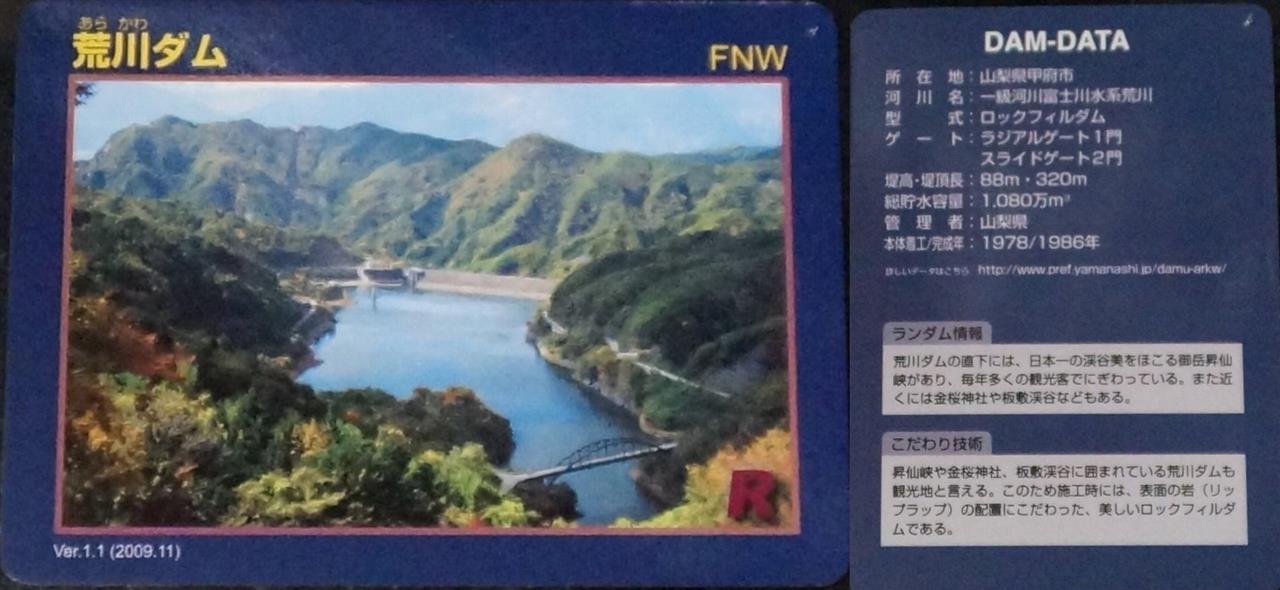 あら かわ
荒川ダム
FNW
R
Ver.1.1 (2009.11)
DAM-DATA
所在地：山梨県甲府市
河川名：一級河川富士川水系荒川
型式：ロックフィルダム
ゲート：ラジアルゲート1門
スライドゲート2門
堤高・堤頂長：88m・320m
総貯水容量：1,080万m³
管理者：山梨県
本体着工/完成年：1978/1986年
詳しいデータはこちら http://www.pref.yamanashi.jp/damu-arkw/
ランダム情報
荒川ダムの直下には、日本一の渓谷美をほこる御岳昇仙
峡があり、毎年多くの観光客でにぎわっている。また近
くには金桜神社や板敷渓谷などもある。
こだわり技術
昇仙峡や金桜神社、板敷渓谷に囲まれている荒川ダムも
観光地と言える。このため施工時には、表面の岩（リッ
プラップ）の配置にこだわった、美しいロックフィルダ
ムである。